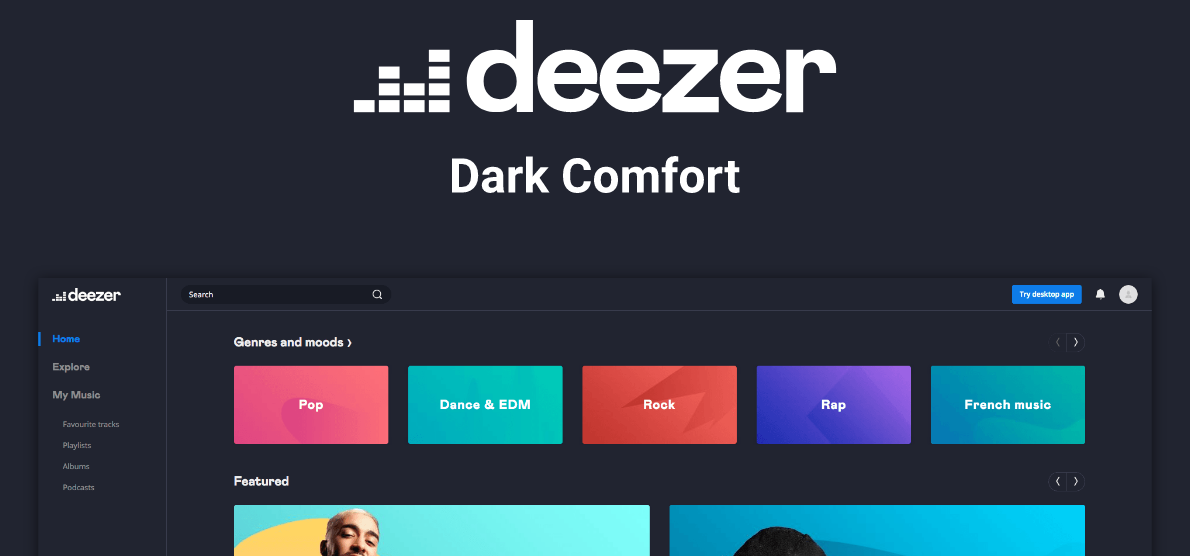 deezer
Dark Comfort
deezer
Search
Try desktop app
Home
Explore
My Music
Favourite tracks
Playlists
Albums
Podcasts
Genres and moods ›
Pop
Dance & EDM
Rock
Rap
French music
Featured